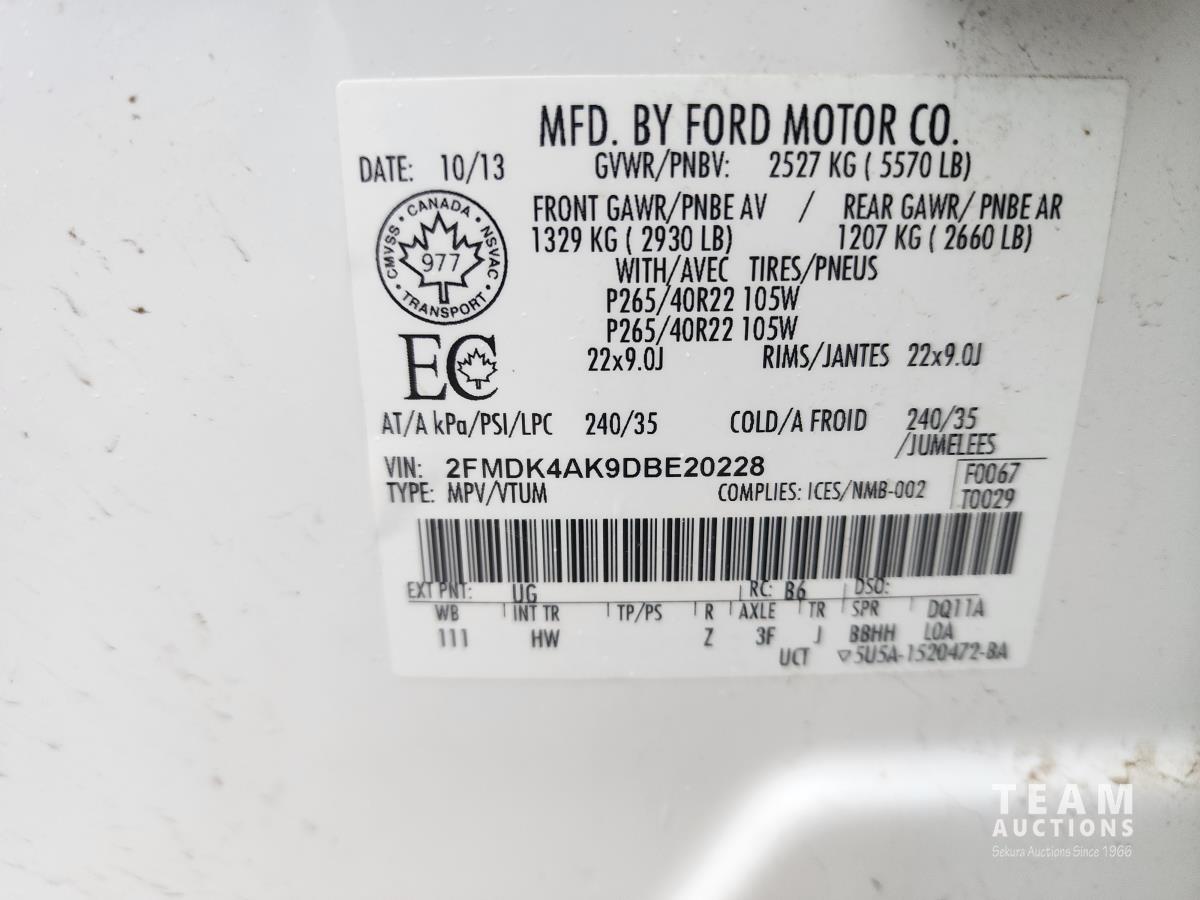 MFD. BY FORD MOTOR CO.
DATE: 10/13 GVWR/PNBV: 2527 KG ( 5570 LB)
FRONT GAWR/PNBE AV / REAR GAWR/ PNBE AR
1329 KG ( 2930 LB) 1207 KG ( 2660 LB)
WITH/AVEC TIRES/PNEUS
P265/40R22 105W
P265/40R22 105W
22x9.0J RIMS/JANTES 22x9.0J
CANADA
CMVSS 977 NSVAC
TRANSPORT
EC
AT/A kPa/PSI/LPC 240/35 COLD/A FROID 240/35
/JUMELEES
VIN: 2FMDK4AK9DBE20228 F0067
TYPE: MPV/VTUM COMPLIES: ICES/NMB-002 T0029
EXT PNT: UG RC: B6 DSO:
WB INT TR TP/PS R AXLE TR SPR DQ11A
111 HW Z 3F J BBHH LOA
UCT 5U5A-1520472-BA
TEAM
AUCTIONS
Sekura Auctions Since 1966